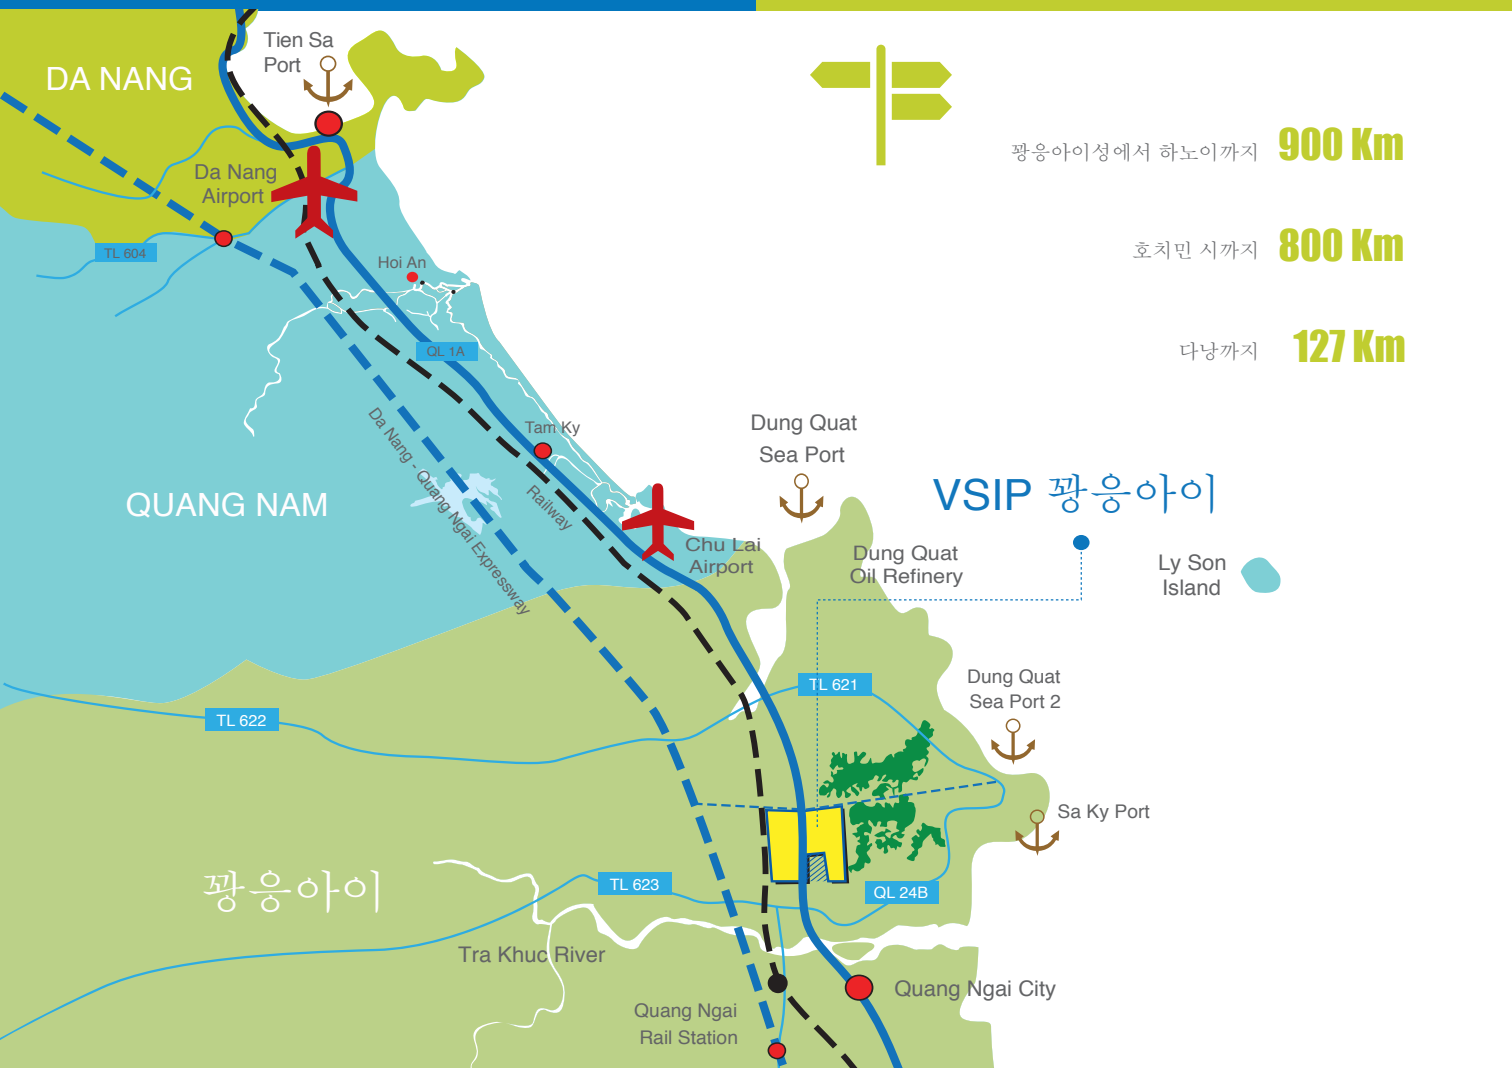 Tien Sa
Port
DA NANG
꽝응아이성에서 하노이까지 900 Km
Da Nang
Airport
호치민 시까지 800 Km
TL 604
Hoi An
다낭까지 127 Km
QL 1A
Dung Quat
Sea Port
Tam Ky
Da Nang - Quang Ngai Expressway
Railway
QUANG NAM
VSIP 꽝응아이
Chu Lai
Airport
Dung Quat
Oil Refinery
Ly Son
Island
Dung Quat
Sea Port 2
TL 621
TL 622
Sa Ky Port
꽝응아이
TL 623
QL 24B
Tra Khuc River
Quang Ngai City
Quang Ngai
Rail Station